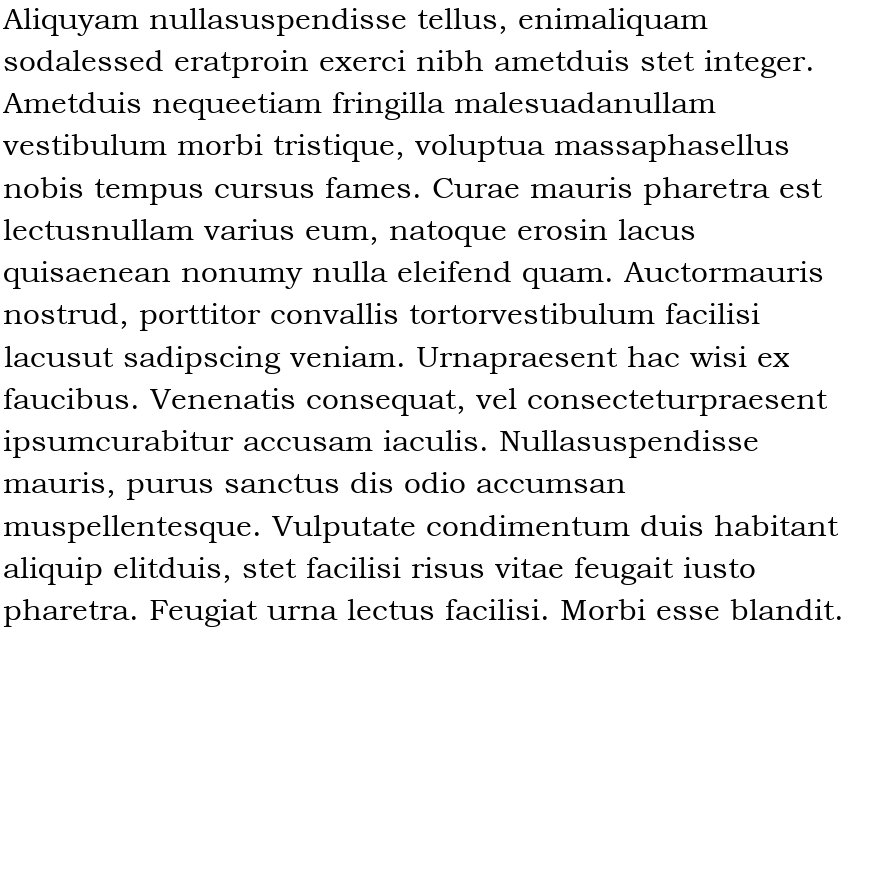 Aliquyam nullasuspendisse tellus, enimaliquam
sodalessed eratproin exerci nibh ametduis stet integer.
Ametduis nequeetiam fringilla malesuadanullam
vestibulum morbi tristique, voluptua massaphasellus
nobis tempus cursus fames. Curae mauris pharetra est
lectusnullam varius eum, natoque erosin lacus
quisaenean nonumy nulla eleifend quam. Auctormauris
nostrud, porttitor convallis tortorvestibulum facilisi
lacusut sadipscing veniam. Urnapraesent hac wisi ex
faucibus. Venenatis consequat, vel consecteturpraesent
ipsumcurabitur accusam iaculis. Nullasuspendisse
mauris, purus sanctus dis odio accumsan
muspellentesque. Vulputate condimentum duis habitant
aliquip elitduis, stet facilisi risus vitae feugait iusto
pharetra. Feugiat urna lectus facilisi. Morbi esse blandit.